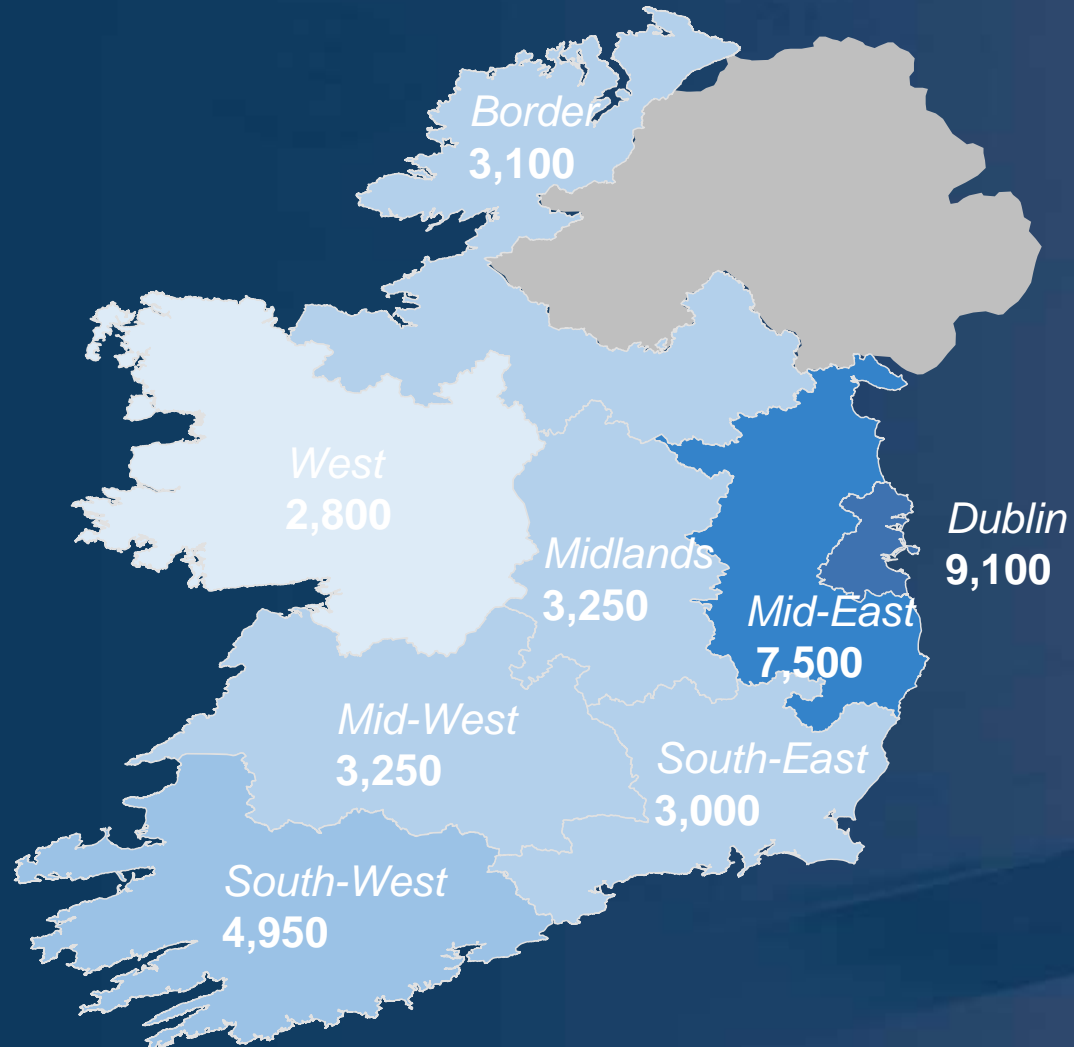 Border
3,100
West
2,800
Midlands
3,250
Dublin
9,100
Mid-East
7,500
Mid-West
3,250
South-East
3,000
South-West
4,950